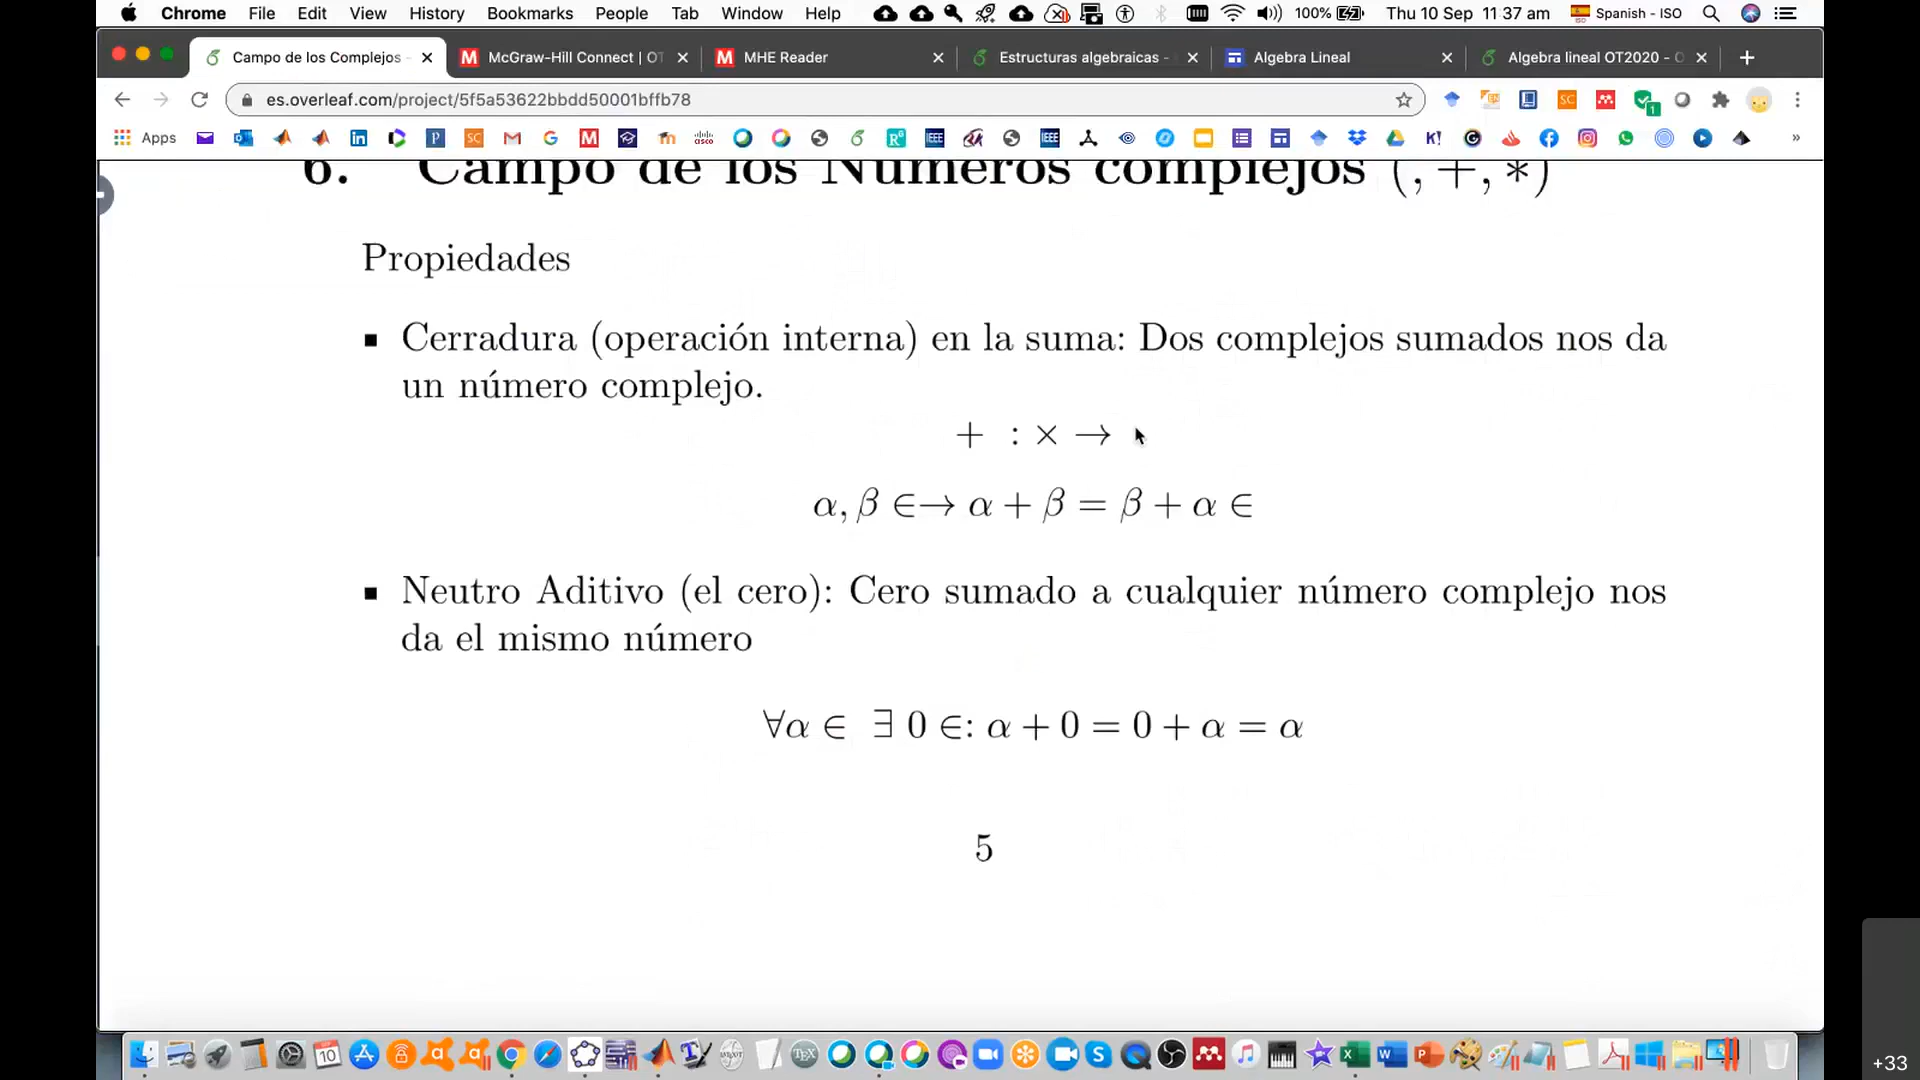 Chrome File Edit View History Bookmarks People Tab Window Help 100% Thu 10 Sep 11:37 am Spanish - ISO
Campo de los Complejos - McGraw-Hill Connect | OT MHE Reader Estructuras algebraicas - Algebra Lineal Algebra lineal OT2020 - O
es.overleaf.com/project/5f5a53622bbdd50001bffb78
Apps
6. Campo de los Números complejos (, +, *)
Propiedades
▪ Cerradura (operación interna) en la suma: Dos complejos sumados nos da
un número complejo.
+ : × →
α, β ∈→ α + β = β + α ∈
▪ Neutro Aditivo (el cero): Cero sumado a cualquier número complejo nos
da el mismo número
∀α ∈ ∃ 0 ∈: α + 0 = 0 + α = α
5
+33